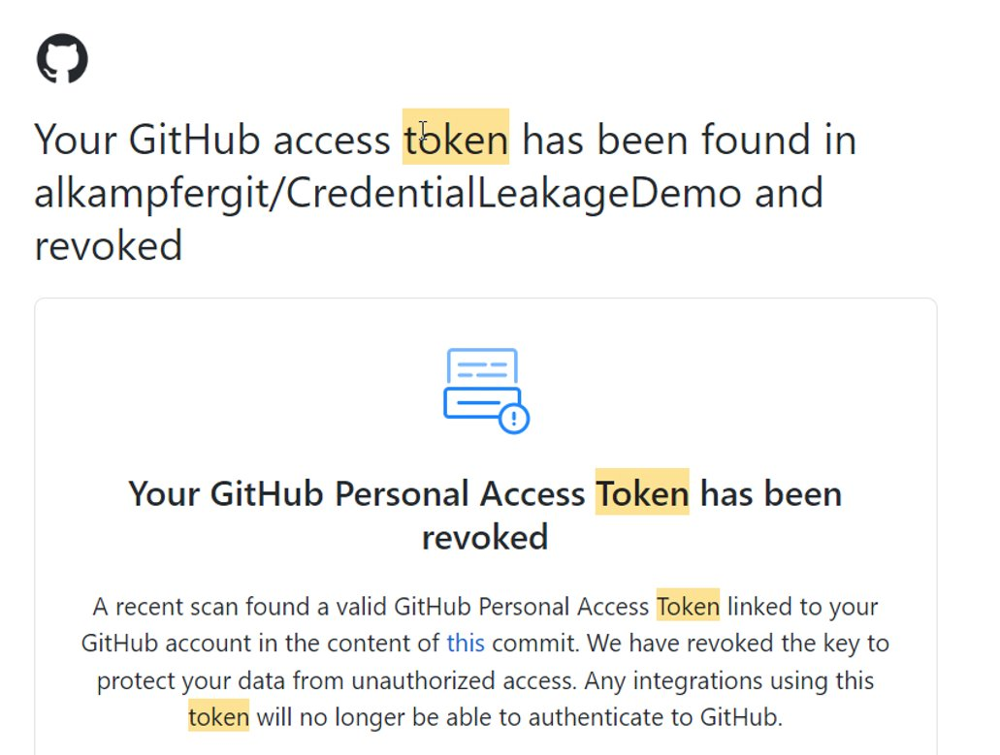 Your GitHub access token has been found in
alkampfergit/CredentialLeakageDemo and
revoked
Your GitHub Personal Access Token has been
revoked
A recent scan found a valid GitHub Personal Access Token linked to your
GitHub account in the content of this commit. We have revoked the key to
protect your data from unauthorized access. Any integrations using this
token will no longer be able to authenticate to GitHub.